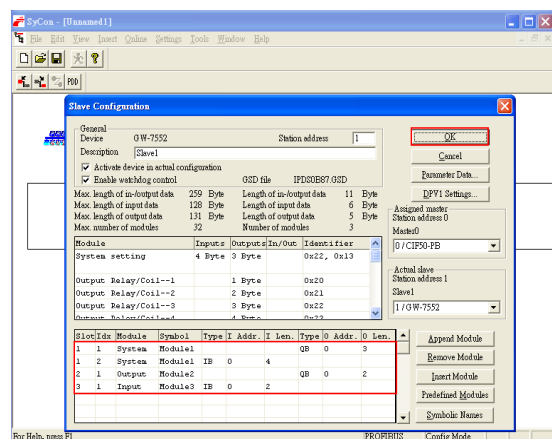 SyCon - [Unnamed1]
File Edit View Insert Online Settings Tools Window Help
PDD
Slave Configuration
General
Device GW-7552 Station address 1
Description Slave1
Activate device in actual configuration
Enable watchdog control GSD file IPDS0B87.GSD
Max. length of in-/output data 259 Byte Length of in-/output data 11 Byte
Max. length of input data 128 Byte Length of input data 6 Byte
Max. length of output data 131 Byte Length of output data 5 Byte
Max. number of modules 32 Number of modules 3
Module Inputs Outputs In/Out Identifier
System setting 4 Byte 3 Byte 0x22, 0x13
Output Relay/Coil--1 1 Byte 0x20
Output Relay/Coil--2 2 Byte 0x21
Output Relay/Coil--3 3 Byte 0x22
Output Relay/Coil--4 4 Byte 0x23
Slot Idx Module Symbol Type I Addr. I Len. Type O Addr. O Len.
1 1 System Module1 QB 0 3
1 2 System Module1 IB 0 4
2 1 Output Module2 QB 0 2
3 1 Input Module3 IB 0 2
OK
Cancel
Parameter Data...
DPV1 Settings...
Assigned master
Station address 0
Master0
0 / CIF50-PB
Actual slave
Station address 1
Slave1
1 / GW-7552
Append Module
Remove Module
Insert Module
Predefined Modules
Symbolic Names
For Help, press F1 PROFIBUS Config Mode